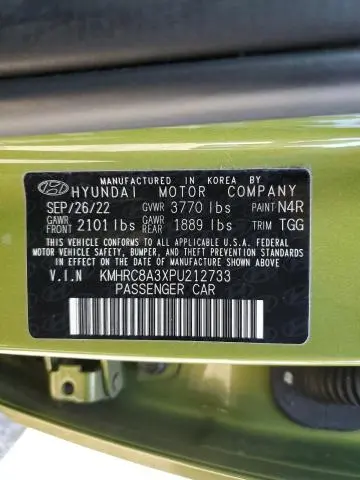 MANUFACTURED IN KOREA BY
HYUNDAI MOTOR COMPANY
SEP/26/22 GVWR 3770 lbs PAINT N4R
GAWR FRONT 2101 lbs GAWR REAR 1889 lbs TRIM TGG
THIS VEHICLE CONFORMS TO ALL APPLICABLE U.S.A. FEDERAL
MOTOR VEHICLE SAFETY, BUMPER, AND THEFT PREVENTION STANDARDS
IN EFFECT ON THE DATE OF MANUFACTURE SHOWN ABOVE.
V.I.N KMHRC8A3XPU212733
PASSENGER CAR